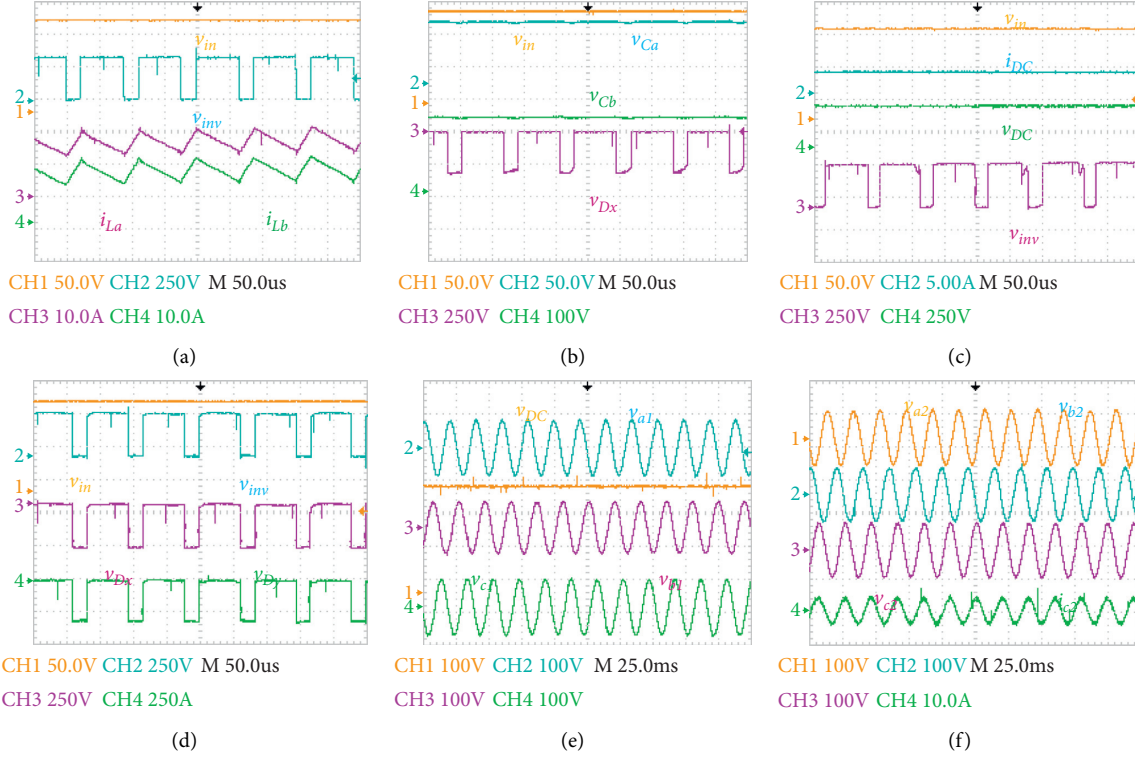 v_in
2
1
v_inv
3
4
i_La i_Lb
CH1 50.0V CH2 250V M 50.0us
CH3 10.0A CH4 10.0A
(a)
v_in v_Ca
2
1
v_Cb
3
4
v_Dx
CH1 50.0V CH2 50.0V M 50.0us
CH3 250V CH4 100V
(b)
v_in
i_DC
2
1
v_DC
4
3
v_inv
CH1 50.0V CH2 5.00A M 50.0us
CH3 250V CH4 250V
(c)
2
v_in v_inv
1
3
v_Dx
4
CH1 50.0V CH2 250V M 50.0us
CH3 250V CH4 250A
(d)
v_DC v_a1
2
3
v_b1
1
4
CH1 100V CH2 100V M 25.0ms
CH3 100V CH4 100V
(e)
v_a2 v_b2
1
2
3
4
i_c2
CH1 100V CH2 100V M 25.0ms
CH3 100V CH4 10.0A
(f)